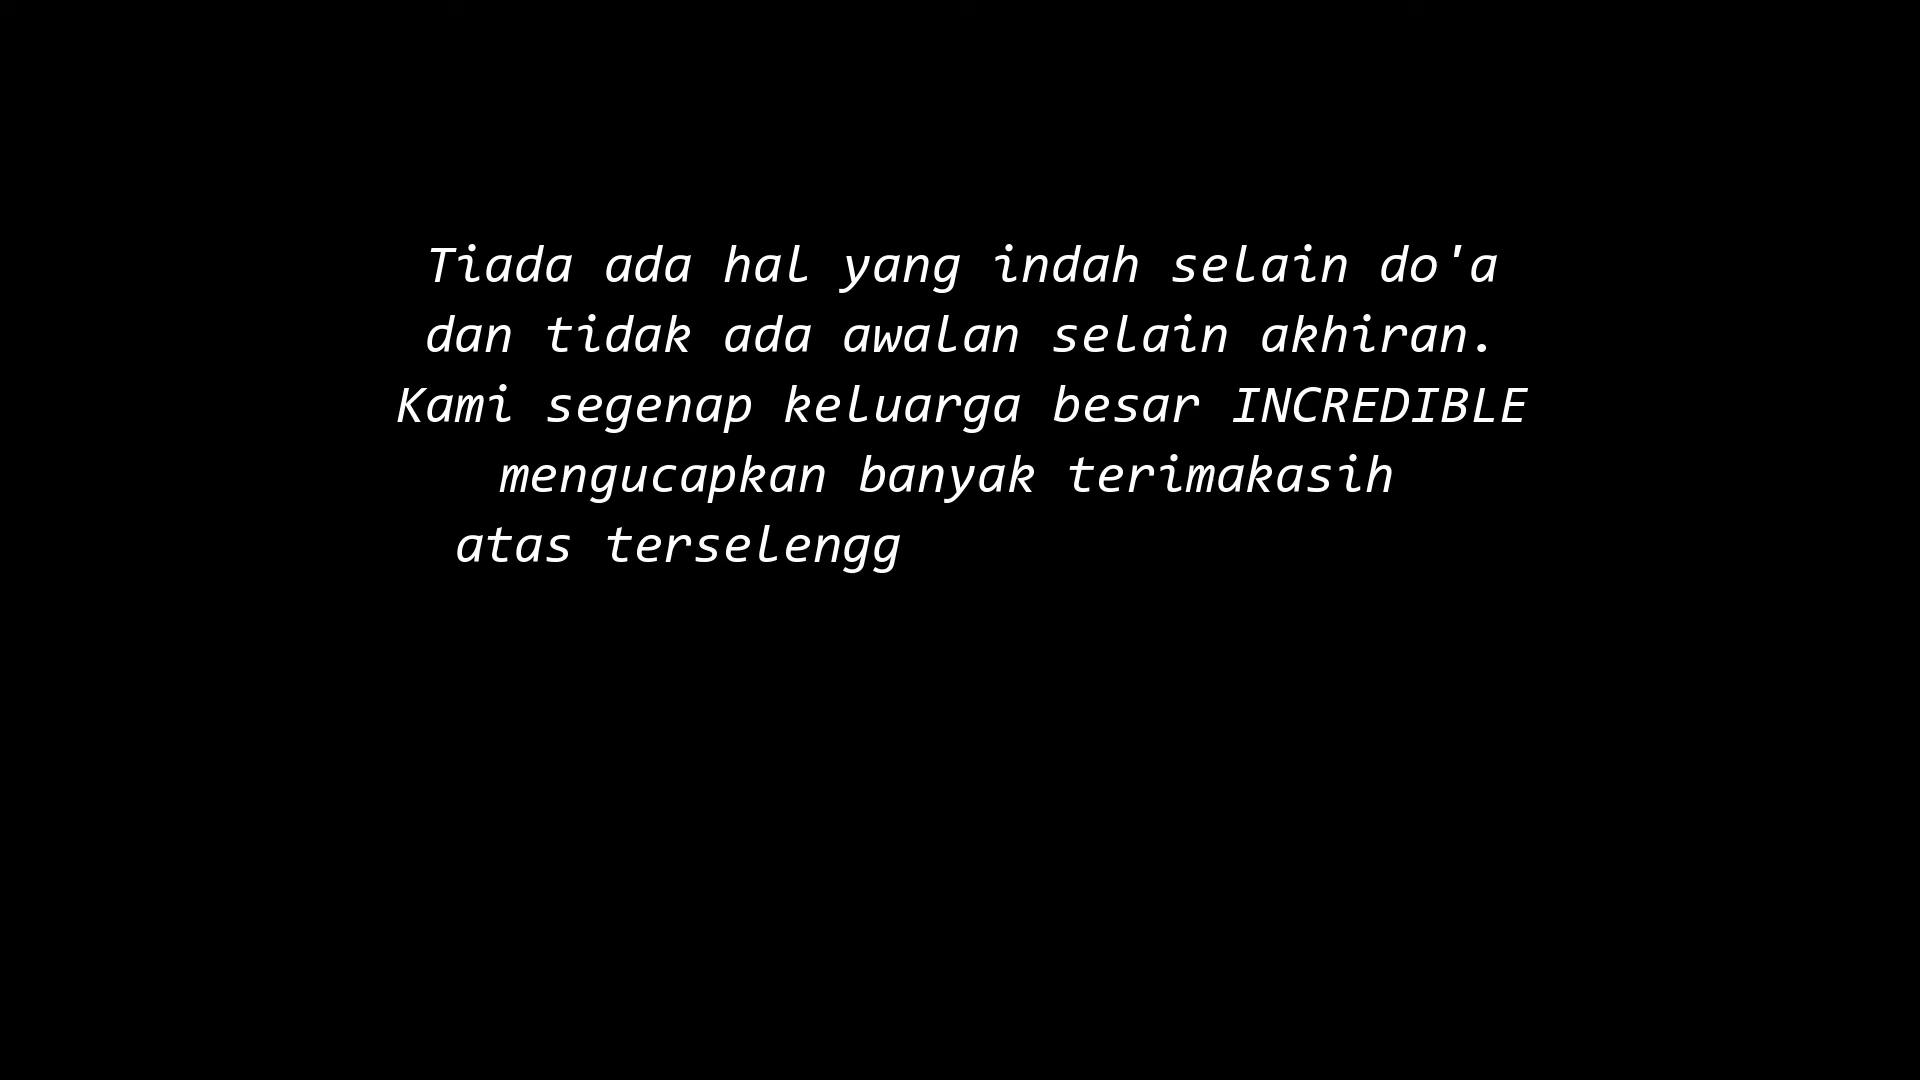 Tiada ada hal yang indah selain do'a
dan tidak ada awalan selain akhiran.
Kami segenap keluarga besar INCREDIBLE
mengucapkan banyak terimakasih
atas terselengg